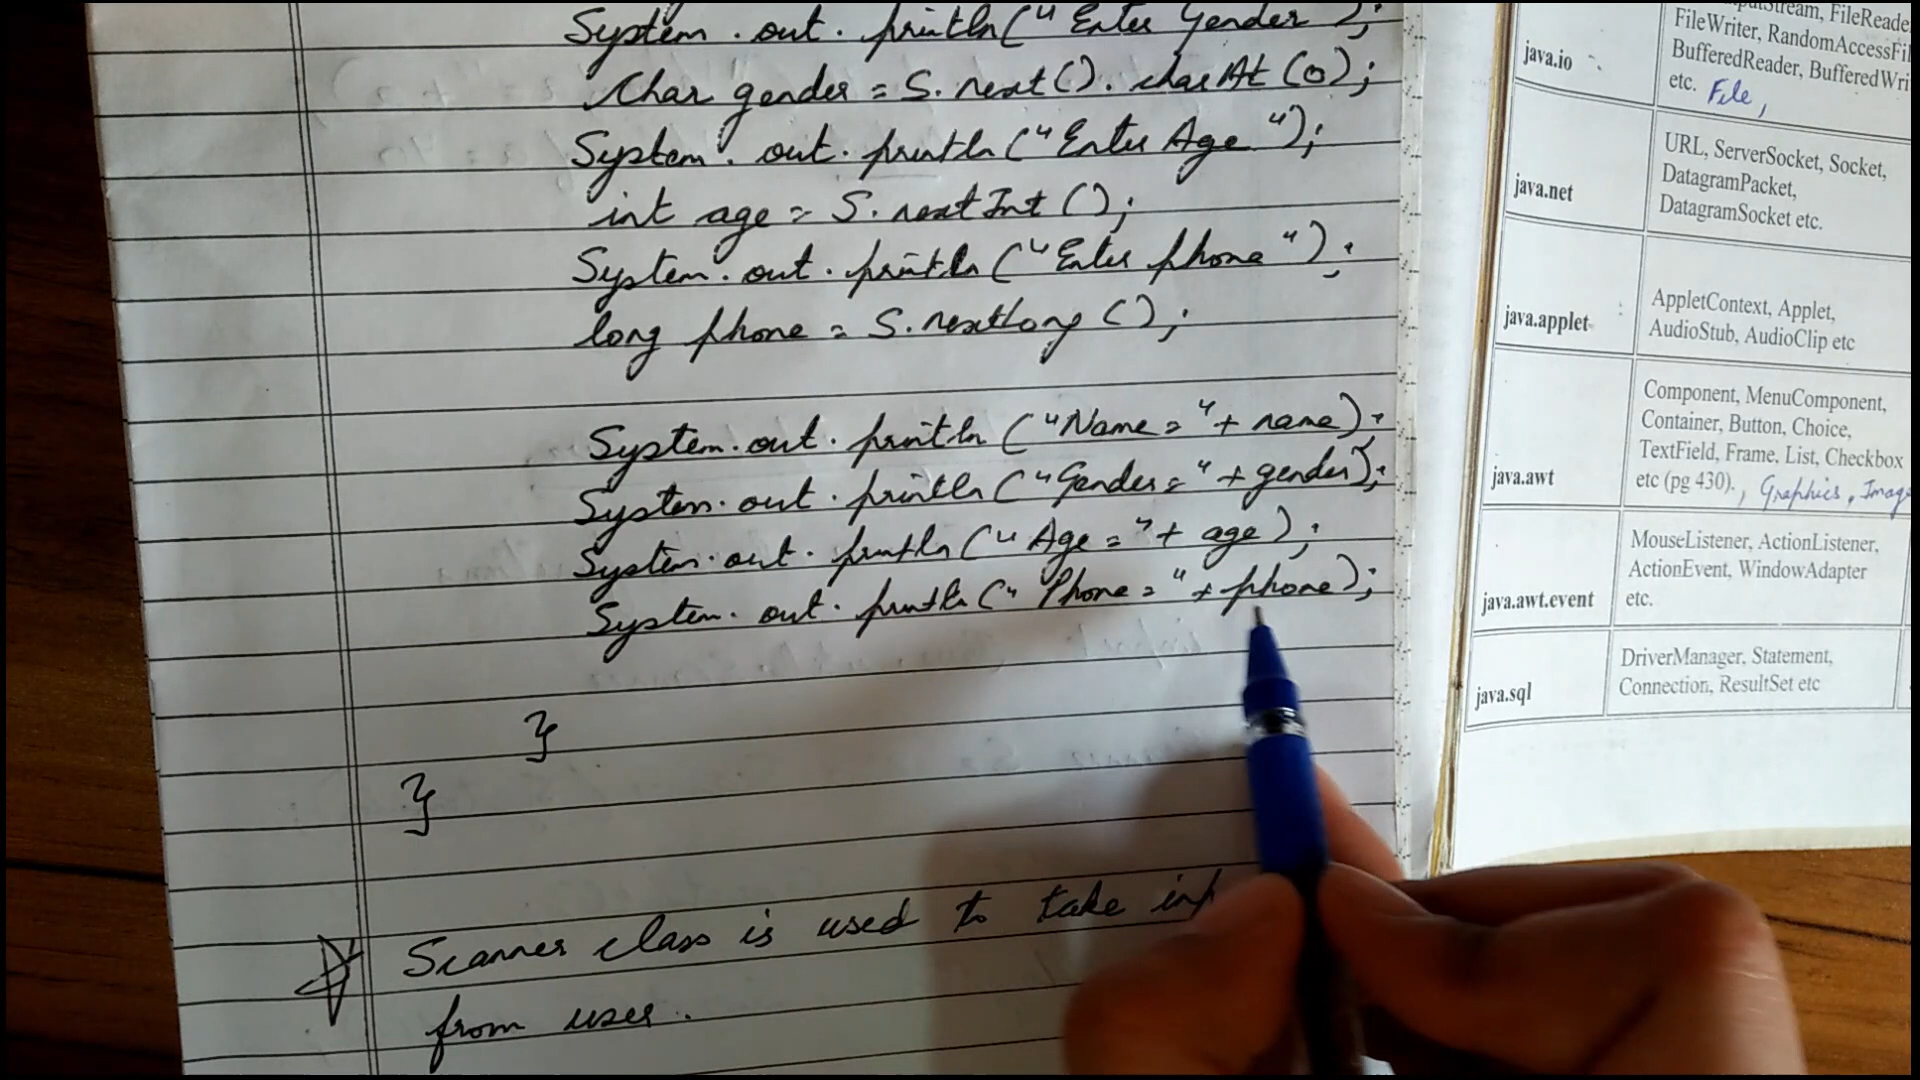 System.out.println("Enter Gender");
Char gender = S.next().charAt(0);
System.out.println("Enter Age");
int age = S.nextInt();
System.out.println("Enter phone");
long phone = S.nextLong();
System.out.println("Name="+ name);
System.out.println("Gender=" + gender);
System.out.println("Age="+ age);
System.out.println("Phone=" + phone);
}
}
Scanner class is used to take
from user.
java.io
FileWriter,
BufferedReader,
etc. File,
java.net
URL, ServerSocket, Socket,
DatagramPacket,
DatagramSocket etc.
java.applet
AppletContext, Applet,
AudioStub, AudioClip etc
java.awt
Component, MenuComponent,
Container, Button, Choice,
TextField, Frame, List, Checkbox
etc (pg 430)., Graphics,
java.awt.event
MouseListener, ActionListener,
ActionEvent, WindowAdapter
etc.
java.sql
DriverManager, Statement,
Connection, ResultSet etc